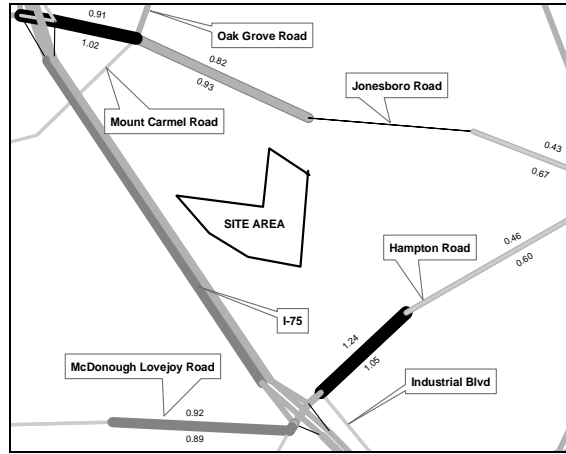 0.91
Oak Grove Road
1.02
0.82
0.93
Jonesboro Road
Mount Carmel Road
0.43
0.67
SITE AREA
Hampton Road
0.46
0.60
I-75
1.24
1.05
McDonough Lovejoy Road
Industrial Blvd
0.92
0.89